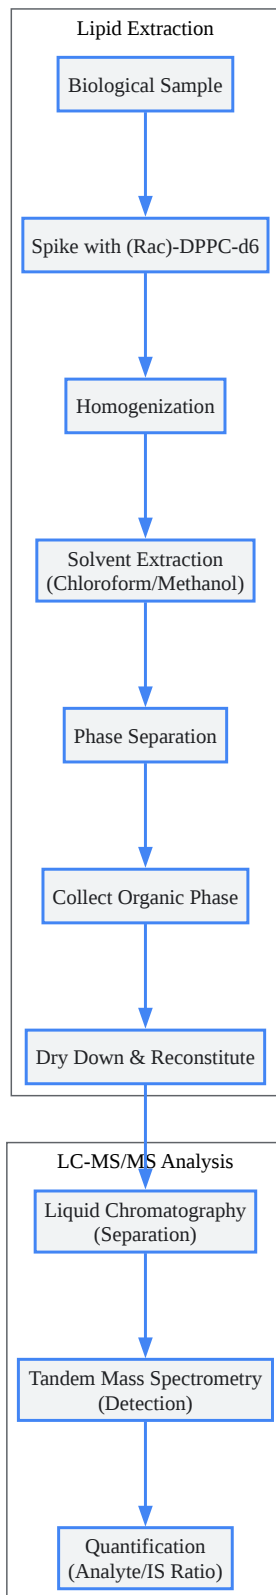 Lipid Extraction
Biological Sample
Spike with (Rac)-DPPC-d6
Homogenization
Solvent Extraction
(Chloroform/Methanol)
Phase Separation
Collect Organic Phase
Dry Down & Reconstitute
LC-MS/MS Analysis
Liquid Chromatography
(Separation)
Tandem Mass Spectrometry
(Detection)
Quantification
(Analyte/IS Ratio)